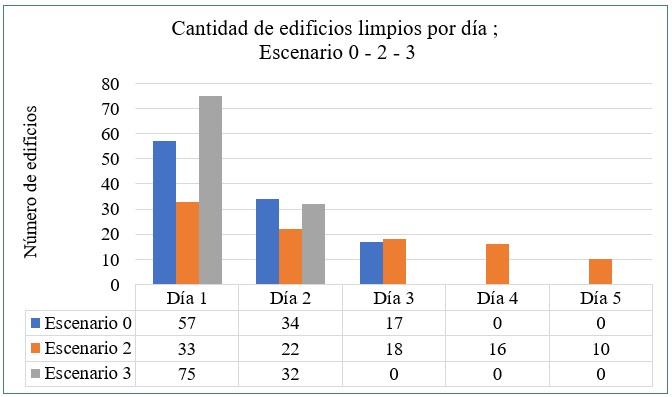 Cantidad de edificios limpios por día ;
Escenario 0 - 2 - 3
Número de edificios
80
70
60
50
40
30
20
10
0
Día 1 Día 2 Día 3 Día 4 Día 5
Escenario 0 57 34 17 0 0
Escenario 2 33 22 18 16 10
Escenario 3 75 32 0 0 0